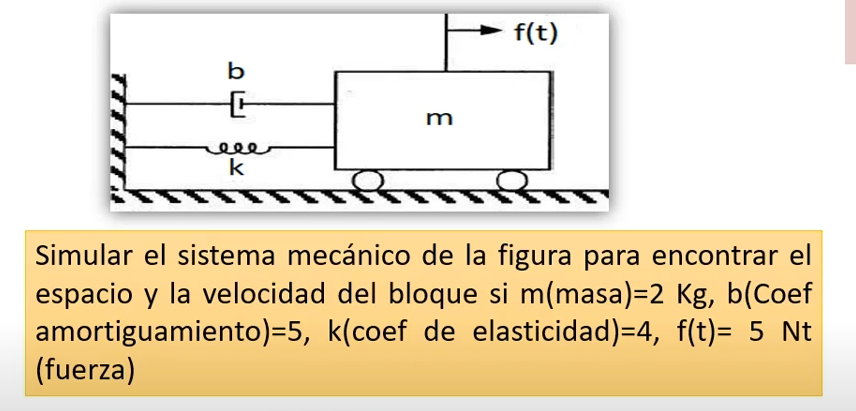 f(t)
b
m
k
Simular el sistema mecánico de la figura para encontrar el
espacio y la velocidad del bloque si m(masa)=2 Kg, b(Coef
amortiguamiento)=5, k(coef de elasticidad)=4, f(t)= 5 Nt
(fuerza)